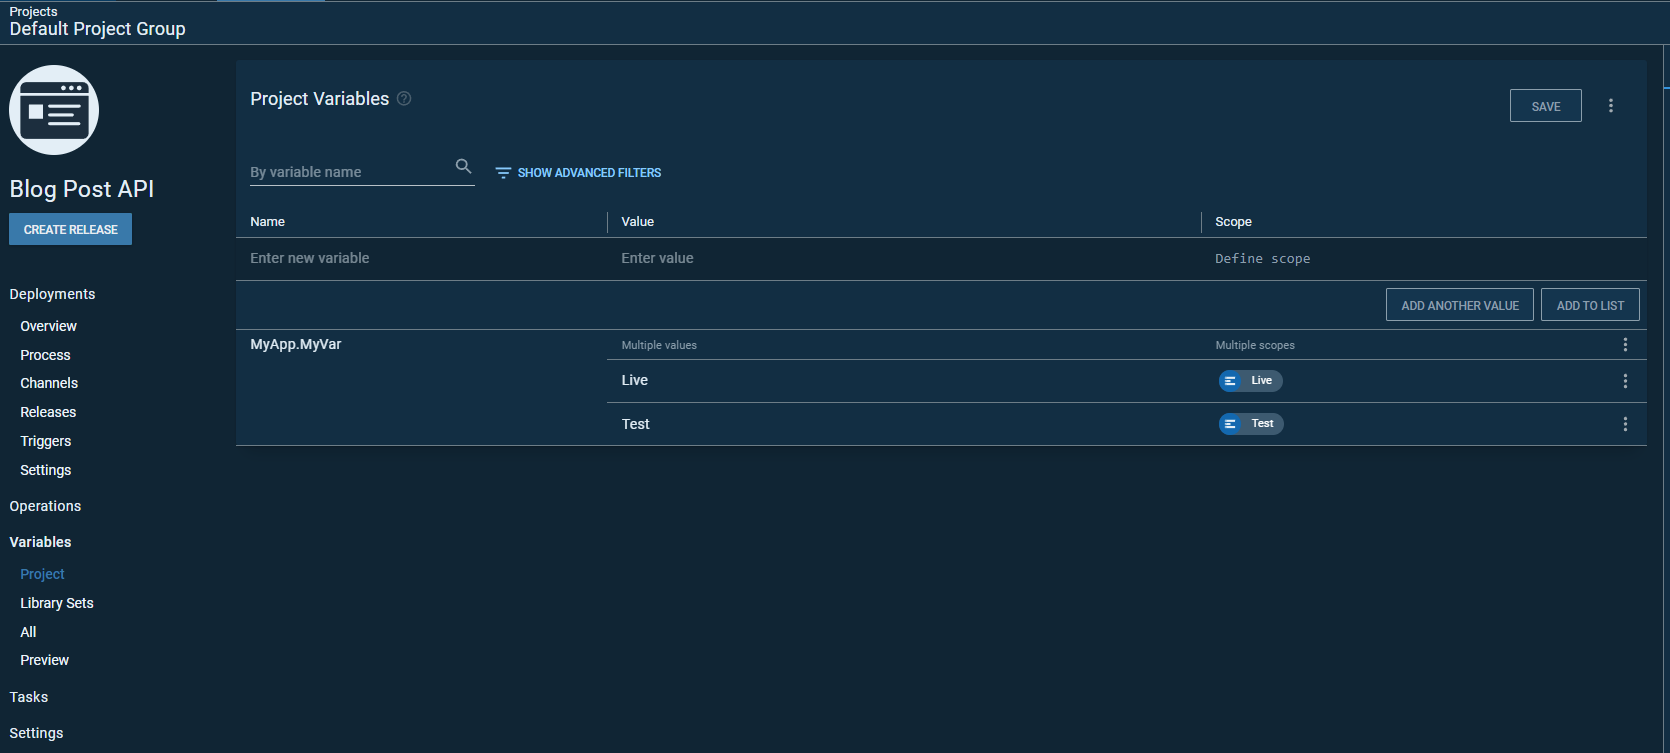 Projects
Default Project Group
Blog Post API
CREATE RELEASE
Deployments
Overview
Process
Channels
Releases
Triggers
Settings
Operations
Variables
Project
Library Sets
All
Preview
Tasks
Settings
Project Variables ?
SAVE
By variable name
SHOW ADVANCED FILTERS
Name Value Scope
Enter new variable Enter value Define scope
ADD ANOTHER VALUE ADD TO LIST
MyApp.MyVar Multiple values Multiple scopes
Live Live
Test Test